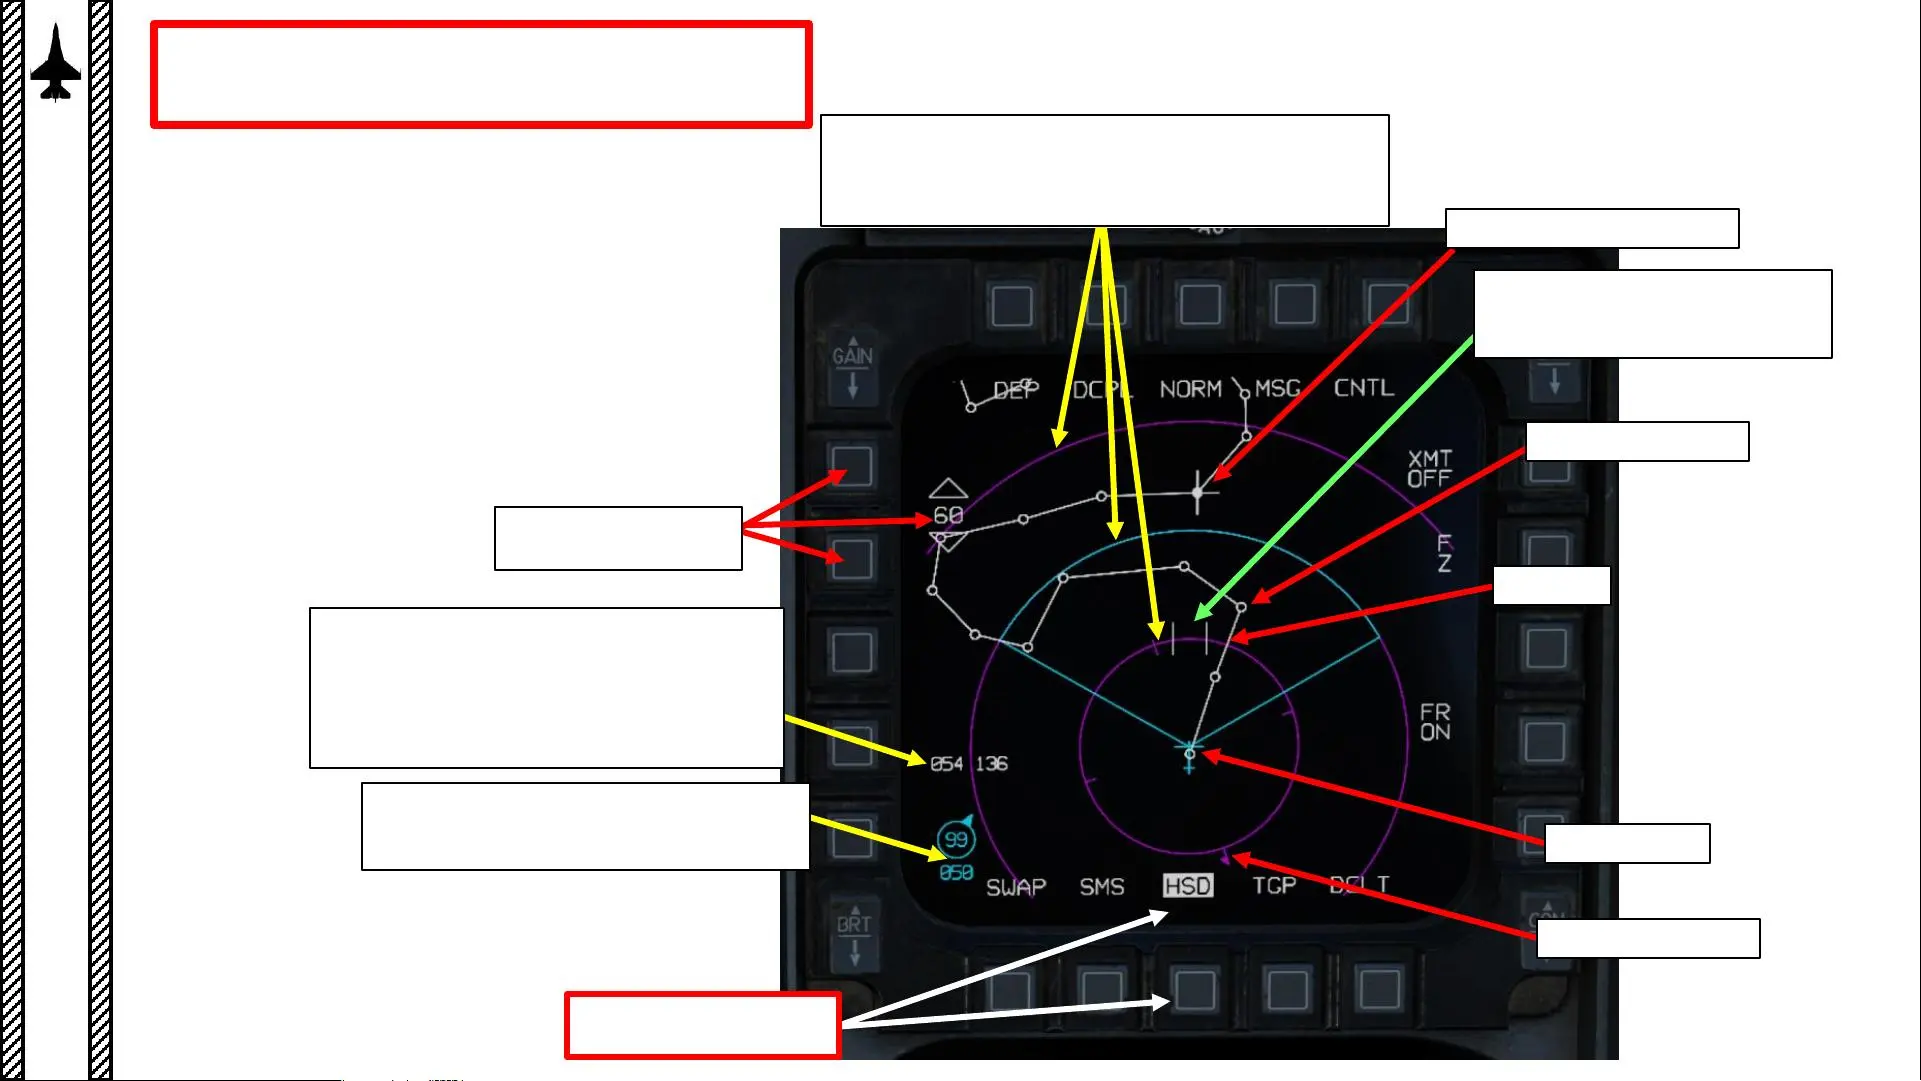 GAIN
DEP DCPL NORM MSG CNTL
XMT
OFF
60
F
Z
FR
ON
054 136
99
050
SWAP SMS HSD TGP
BRT